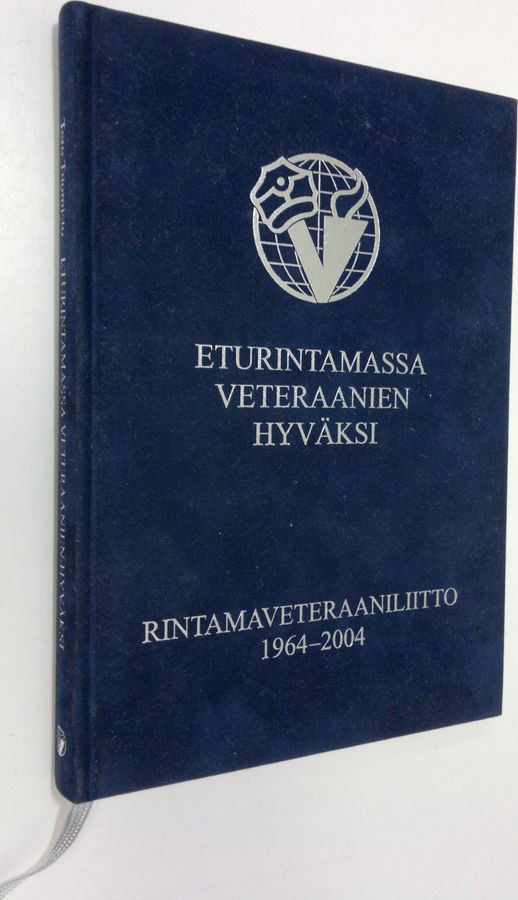 ETURINTAMASSA
VETERAANIEN
HYVÄKSI
RINTAMAVETERAANILIITTO
1964–2004
ETURINTAMASSA VETERAANIEN HYVÄKSI